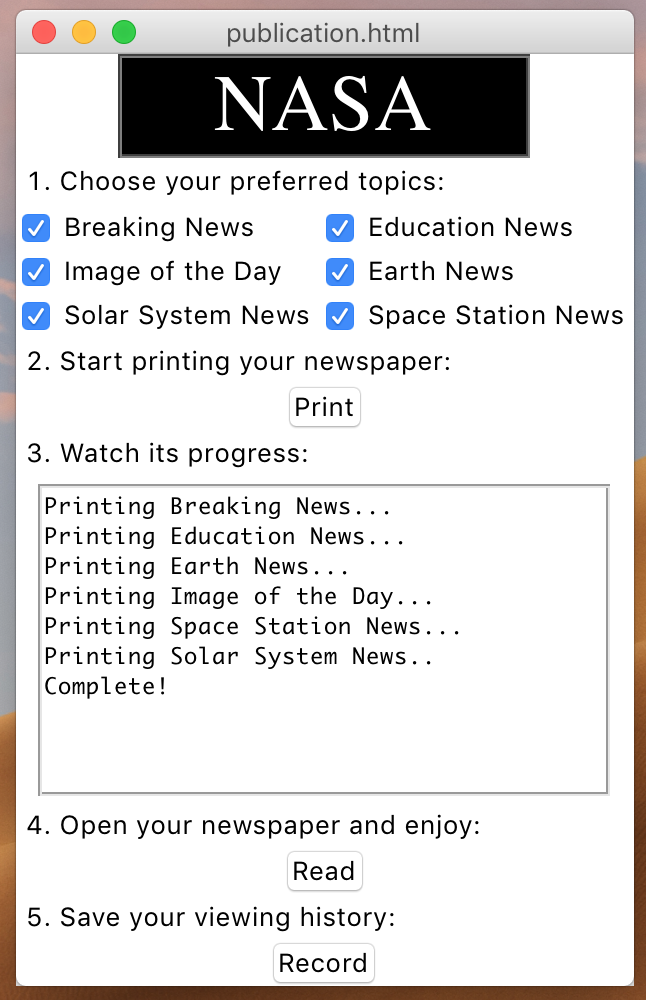 publication.html
NASA
1. Choose your preferred topics:
Breaking News Education News
Image of the Day Earth News
Solar System News Space Station News
2. Start printing your newspaper:
Print
3. Watch its progress:
Printing Breaking News...
Printing Education News...
Printing Earth News...
Printing Image of the Day...
Printing Space Station News...
Printing Solar System News..
Complete!
4. Open your newspaper and enjoy:
Read
5. Save your viewing history:
Record